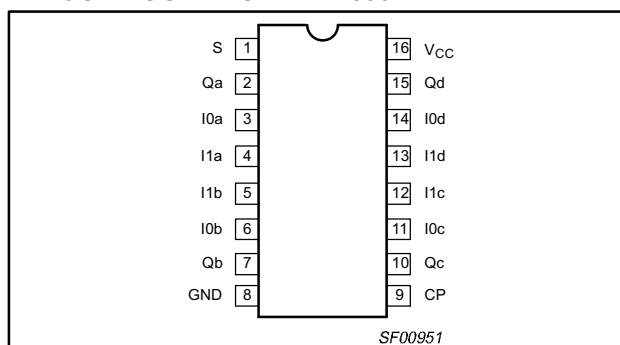 S 1 16 VCC
Qa 2 15 Qd
I0a 3 14 I0d
I1a 4 13 I1d
I1b 5 12 I1c
I0b 6 11 I0c
Qb 7 10 Qc
GND 8 9 CP
SF00951